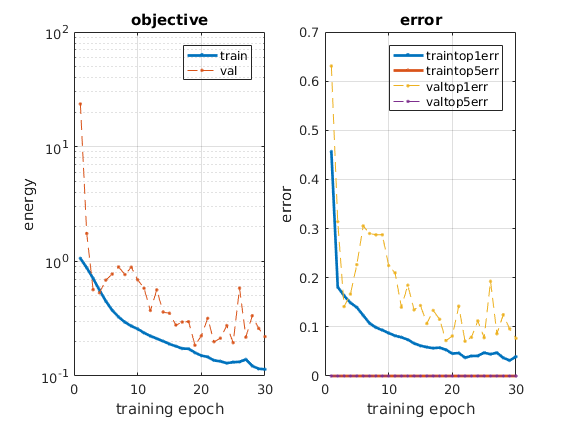 objective
energy
10^2
10^1
10^0
10^-1
0
10
20
30
training epoch
train
val
error
error
0.7
0.6
0.5
0.4
0.3
0.2
0.1
0
0
10
20
30
training epoch
traintop1err
traintop5err
valtop1err
valtop5err